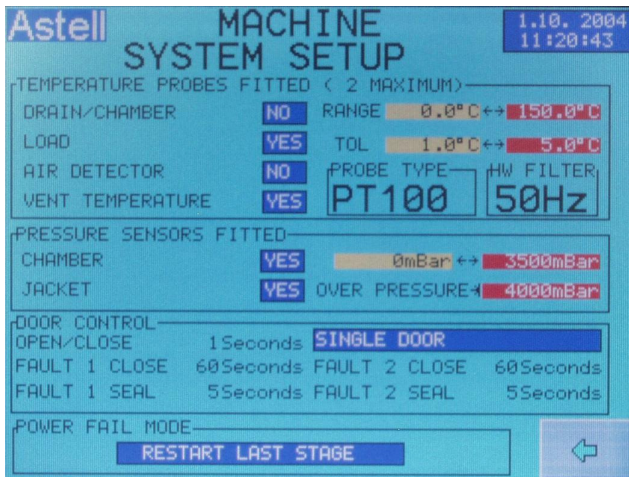 Astell
MACHINE
SYSTEM SETUP
1.10. 2004
11:20:43
TEMPERATURE PROBES FITTED ( 2 MAXIMUM)
DRAIN/CHAMBER NO RANGE 0.0°C ↔ 150.0°C
LOAD YES TOL 1.0°C ↔ 5.0°C
AIR DETECTOR NO PROBE TYPE HW FILTER
VENT TEMPERATURE YES PT100 50Hz
PRESSURE SENSORS FITTED
CHAMBER YES 0mBar ↔ 3500mBar
JACKET YES OVER PRESSURE 4000mBar
DOOR CONTROL
OPEN/CLOSE 1Seconds SINGLE DOOR
FAULT 1 CLOSE 60Seconds FAULT 2 CLOSE 60Seconds
FAULT 1 SEAL 5Seconds FAULT 2 SEAL 5Seconds
POWER FAIL MODE
RESTART LAST STAGE